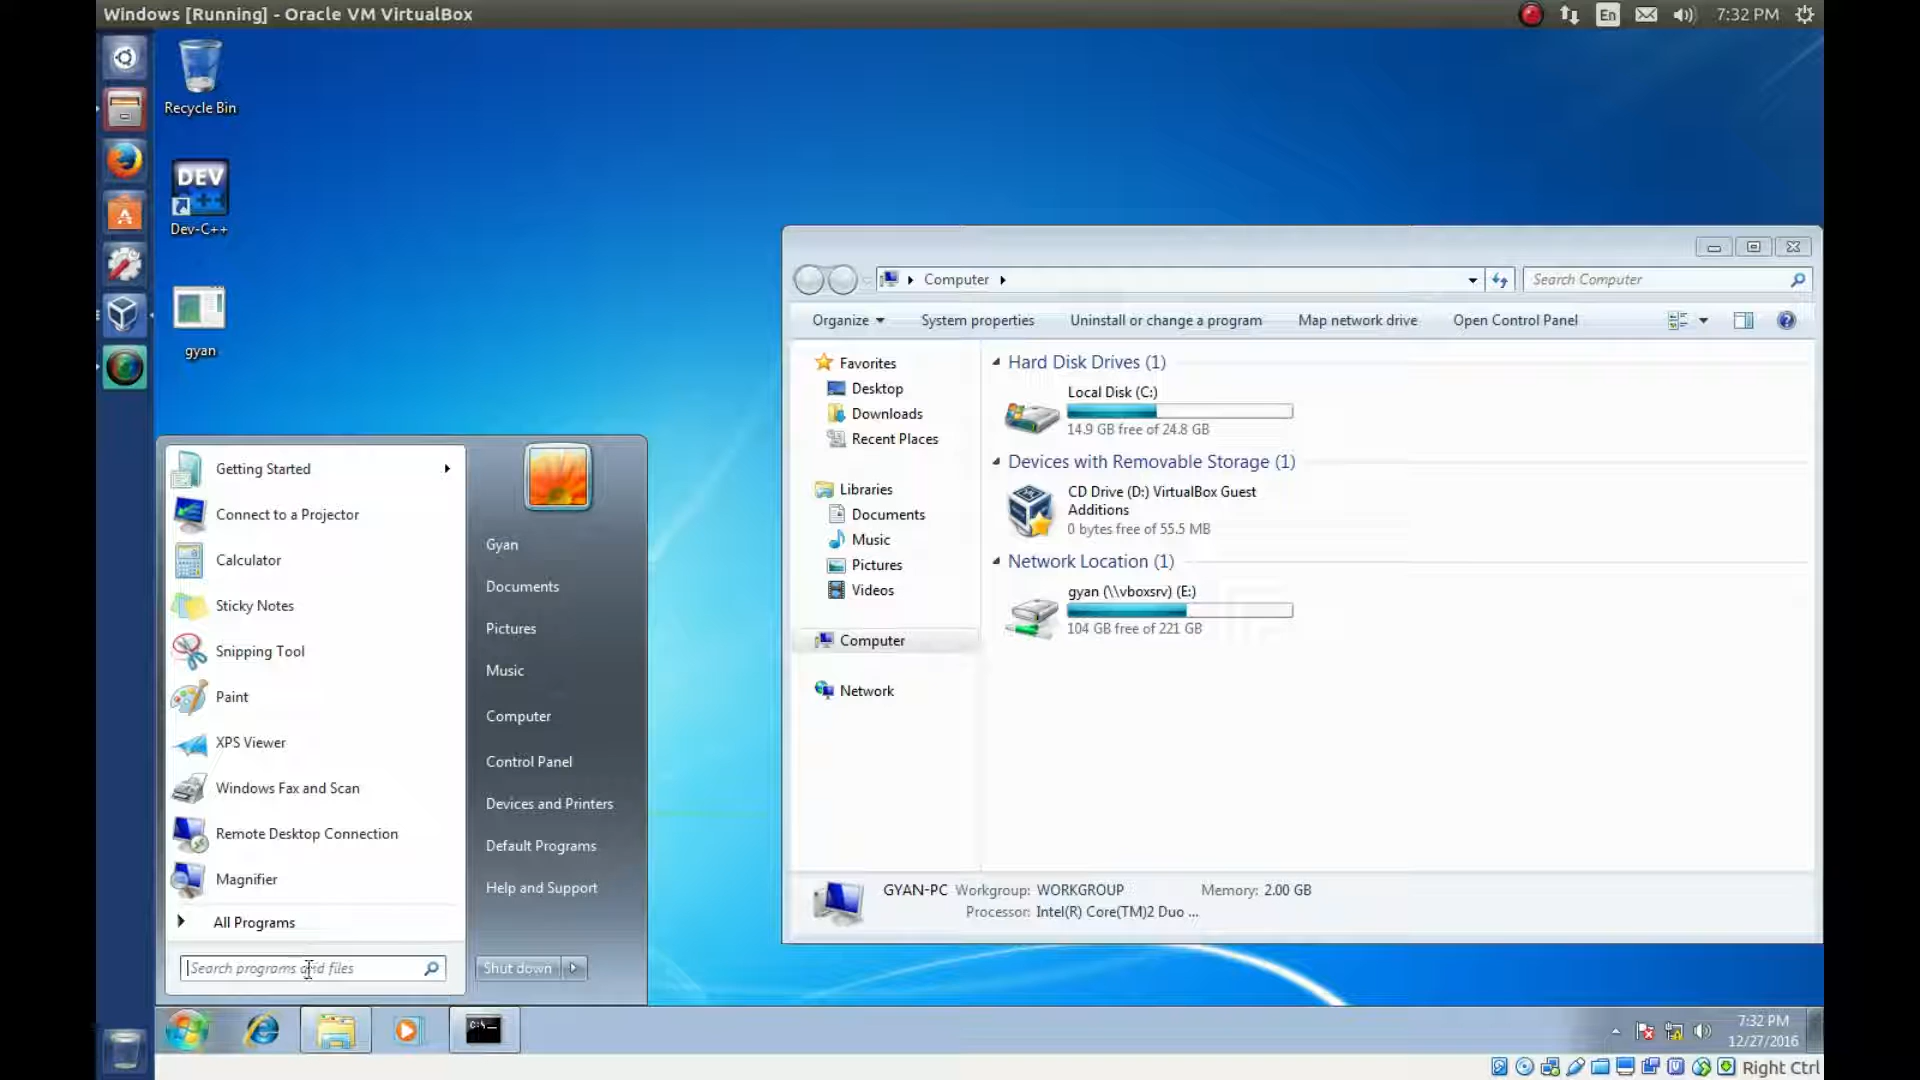 Windows [Running] - Oracle VM VirtualBox
En
7:32 PM
Recycle Bin
DEV
Dev-C++
gyan
Computer
Search Computer
Organize
System properties
Uninstall or change a program
Map network drive
Open Control Panel
Favorites
Desktop
Downloads
Recent Places
Libraries
Documents
Music
Pictures
Videos
Computer
Network
Hard Disk Drives (1)
Local Disk (C:)
14.9 GB free of 24.8 GB
Devices with Removable Storage (1)
CD Drive (D:) VirtualBox Guest
Additions
0 bytes free of 55.5 MB
Network Location (1)
gyan (\\vboxsrv) (E:)
104 GB free of 221 GB
GYAN-PC Workgroup: WORKGROUP Memory: 2.00 GB
Processor: Intel(R) Core(TM)2 Duo ...
Getting Started
Connect to a Projector
Calculator
Sticky Notes
Snipping Tool
Paint
XPS Viewer
Windows Fax and Scan
Remote Desktop Connection
Magnifier
All Programs
Search programs and files
Gyan
Documents
Pictures
Music
Computer
Control Panel
Devices and Printers
Default Programs
Help and Support
Shut down
C:\
7:32 PM
12/27/2016
Right Ctrl